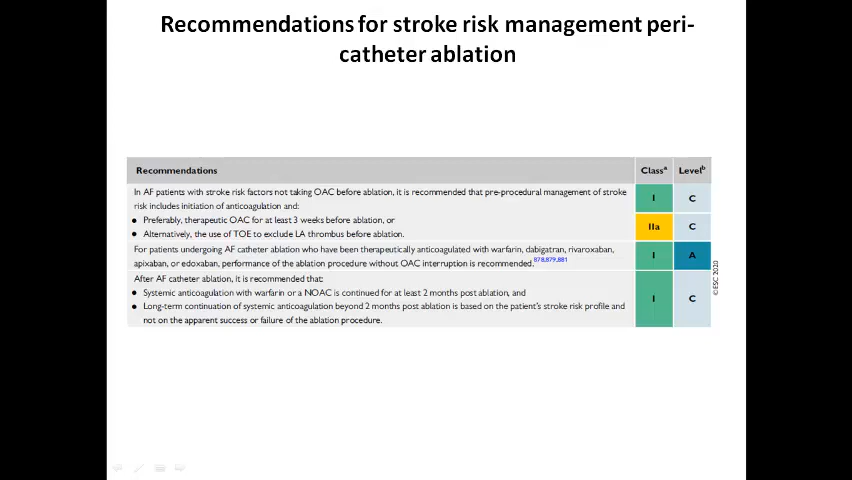 Recommendations for stroke risk management peri-
catheter ablation
Recommendations Classᵃ Levelᵇ
In AF patients with stroke risk factors not taking OAC before ablation, it is recommended that pre-procedural management of stroke
risk includes initiation of anticoagulation and: I C
● Preferably, therapeutic OAC for at least 3 weeks before ablation, or
● Alternatively, the use of TOE to exclude LA thrombus before ablation. IIa C
For patients undergoing AF catheter ablation who have been therapeutically anticoagulated with warfarin, dabigatran, rivaroxaban,
apixaban, or edoxaban, performance of the ablation procedure without OAC interruption is recommended.878,879,881 I A
After AF catheter ablation, it is recommended that:
● Systemic anticoagulation with warfarin or a NOAC is continued for at least 2 months post ablation, and
● Long-term continuation of systemic anticoagulation beyond 2 months post ablation is based on the patient's stroke risk profile and
not on the apparent success or failure of the ablation procedure. I C
©ESC 2020